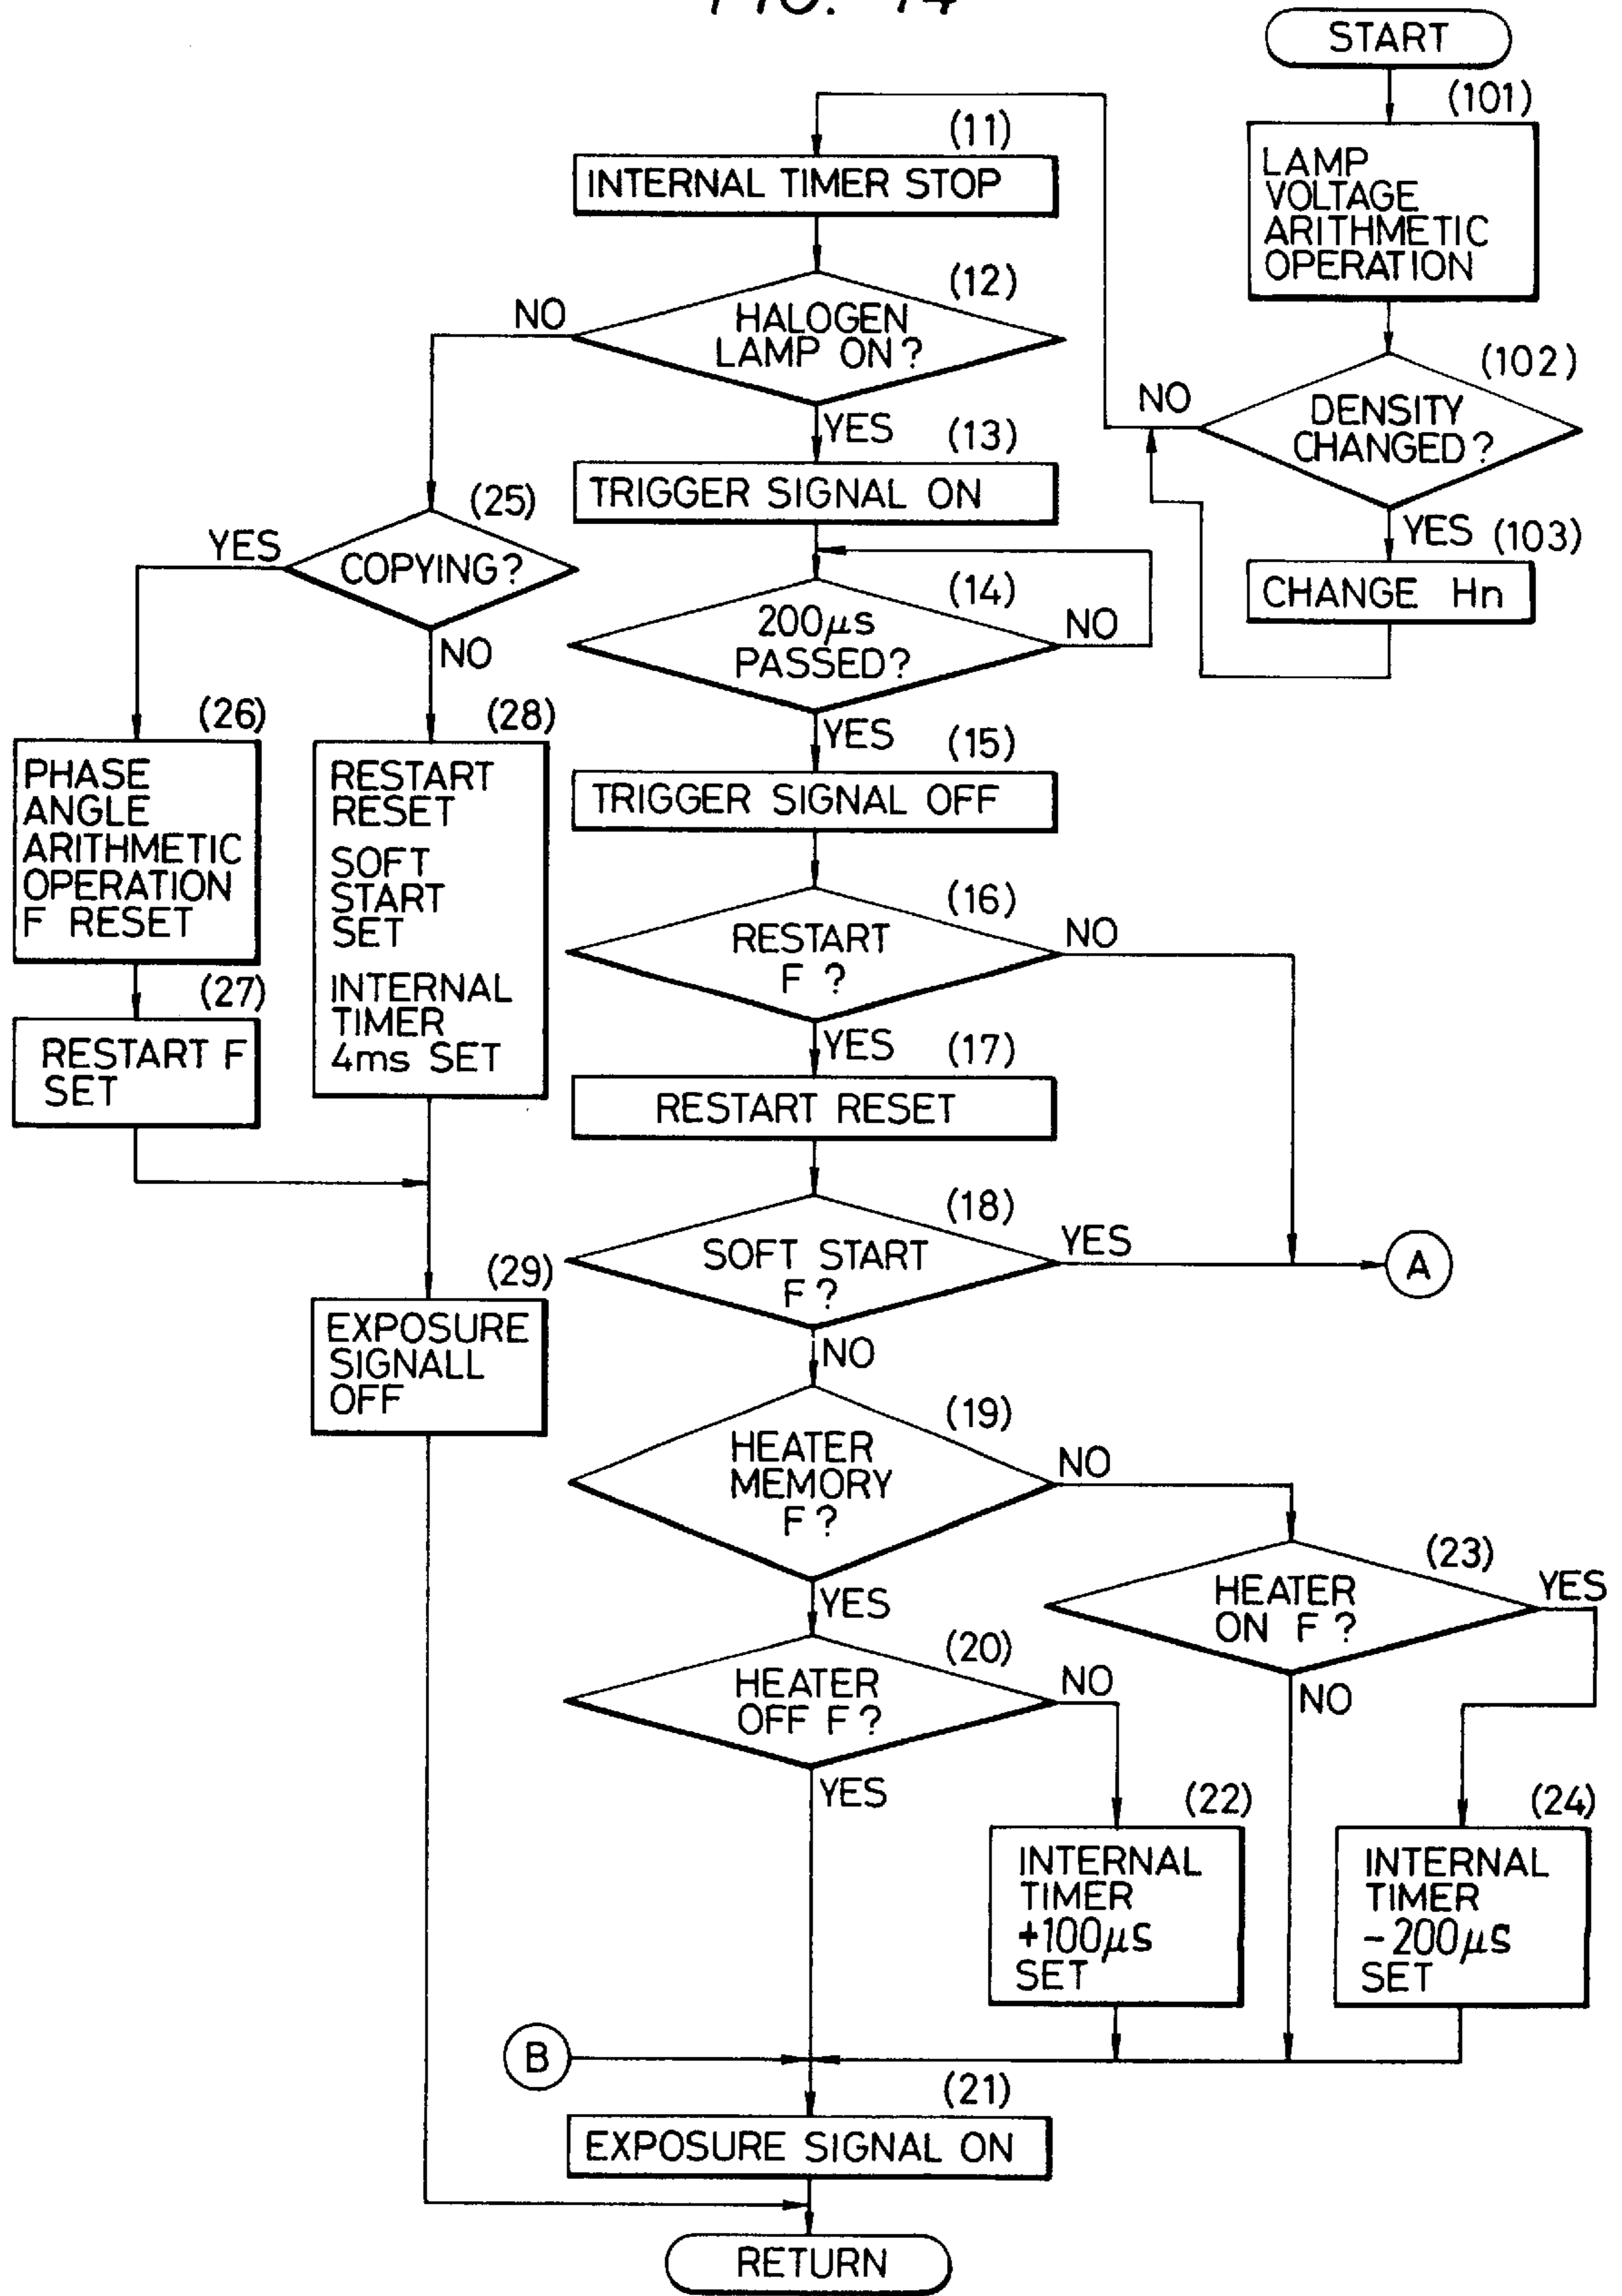 FIG. 14
START
(101)
LAMP
VOLTAGE
ARITHMETIC
OPERATION
(102)
DENSITY
CHANGED?
NO
YES
(103)
CHANGE Hn
(11)
INTERNAL TIMER STOP
(12)
HALOGEN
LAMP ON?
NO
YES
(13)
TRIGGER SIGNAL ON
(14)
200μs
PASSED?
NO
YES
(15)
TRIGGER SIGNAL OFF
(16)
RESTART
F ?
NO
YES
(17)
RESTART RESET
(18)
SOFT START
F ?
YES
A
NO
(19)
HEATER
MEMORY
F ?
NO
YES
(20)
HEATER
OFF F ?
NO
YES
(22)
INTERNAL
TIMER
+100μs
SET
(23)
HEATER
ON F ?
YES
NO
(24)
INTERNAL
TIMER
-200μs
SET
(25)
COPYING?
YES
NO
(26)
PHASE
ANGLE
ARITHMETIC
OPERATION
F RESET
(27)
RESTART F
SET
(28)
RESTART
RESET
SOFT
START
SET
INTERNAL
TIMER
4ms SET
(29)
EXPOSURE
SIGNALL
OFF
B
(21)
EXPOSURE SIGNAL ON
RETURN